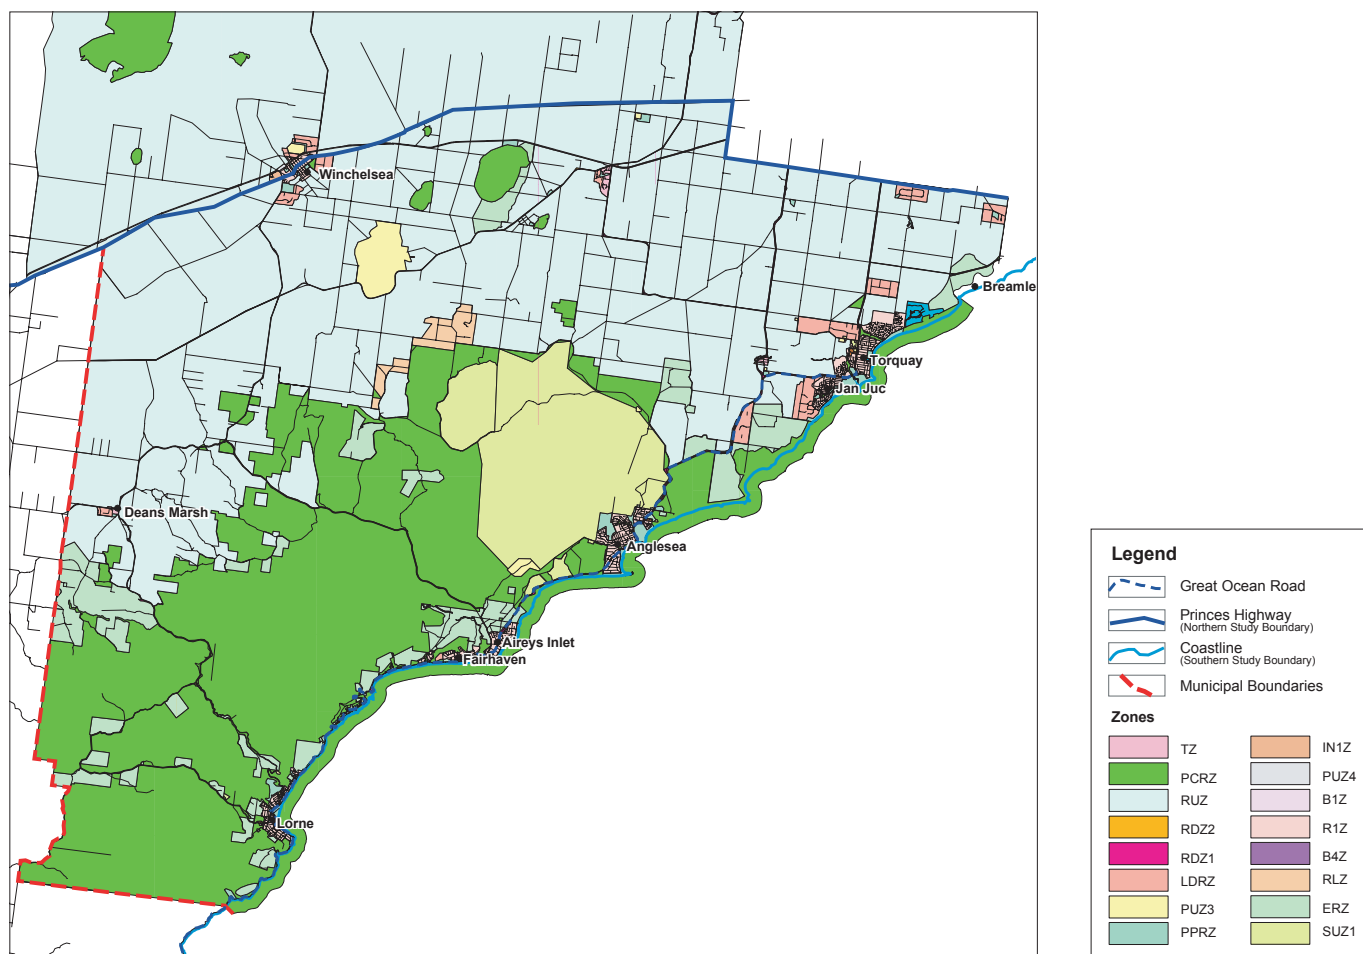 Winchelsea
Breamle
Torquay
Jan Juc
Deans Marsh
Anglesea
Aireys Inlet
Fairhaven
Lorne
Legend
Great Ocean Road
Princes Highway
(Northern Study Boundary)
Coastline
(Southern Study Boundary)
Municipal Boundaries
Zones
TZ
PCRZ
RUZ
RDZ2
RDZ1
LDRZ
PUZ3
PPRZ
IN1Z
PUZ4
B1Z
R1Z
B4Z
RLZ
ERZ
SUZ1